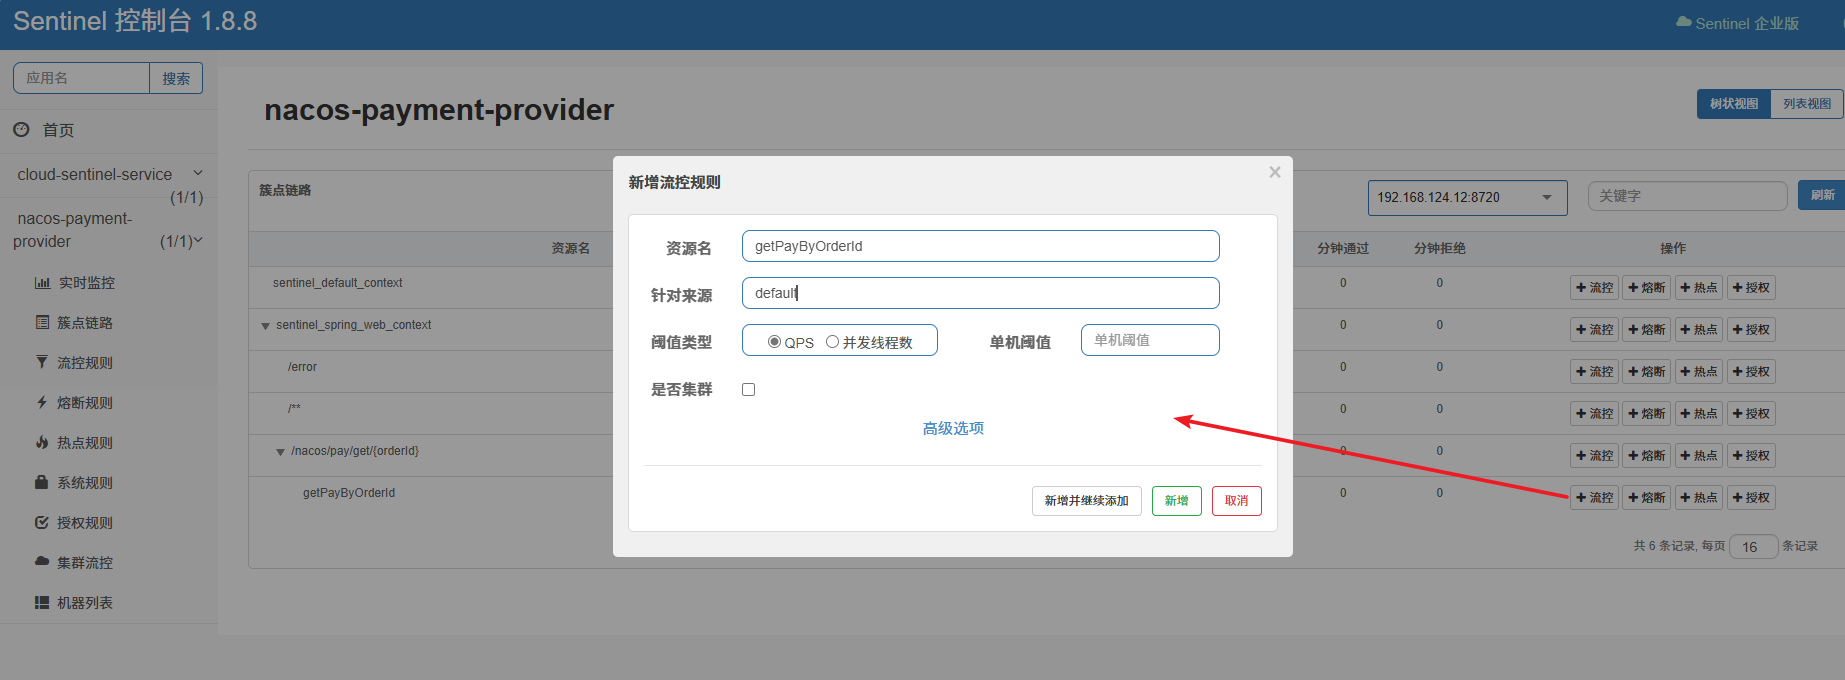 Sentinel 控制台 1.8.8
Sentinel 企业版
应用名 搜索
首页
cloud-sentinel-service
(1/1)
nacos-payment-
provider (1/1)
实时监控
簇点链路
流控规则
熔断规则
热点规则
系统规则
授权规则
集群流控
机器列表
nacos-payment-provider
树状视图 列表视图
簇点链路
192.168.124.12:8720 关键字 刷新
资源名 分钟通过 分钟拒绝 操作
sentinel_default_context 0 0 流控 熔断 热点 授权
sentinel_spring_web_context 0 0 流控 熔断 热点 授权
/error 0 0 流控 熔断 热点 授权
/** 0 0 流控 熔断 热点 授权
/nacos/pay/get/{orderId} 0 0 流控 熔断 热点 授权
getPayByOrderId 0 0 流控 熔断 热点 授权
共 6 条记录, 每页 16 条记录
新增流控规则 ×
资源名 getPayByOrderId
针对来源 default
阈值类型 QPS 并发线程数 单机阈值 单机阈值
是否集群
高级选项
新增并继续添加 新增 取消